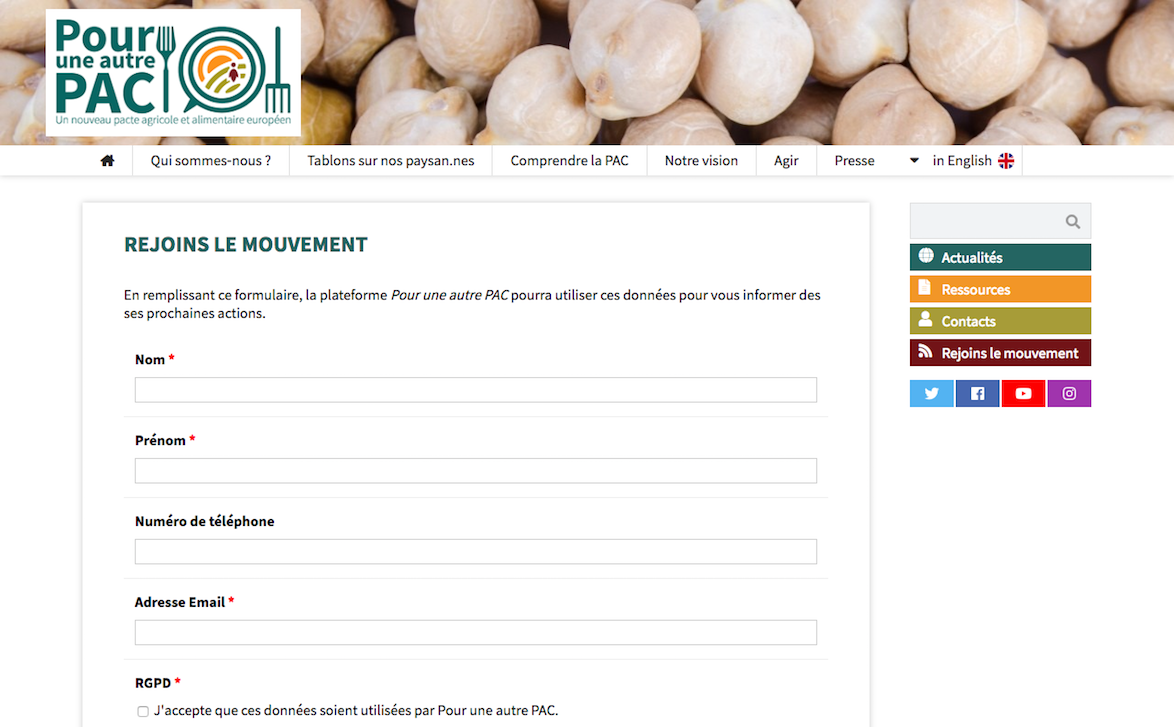 Pour
une autre
PAC
Un nouveau pacte agricole et alimentaire européen
Qui sommes-nous ?
Tablons sur nos paysan.nes
Comprendre la PAC
Notre vision
Agir
Presse
in English
REJOINS LE MOUVEMENT
En remplissant ce formulaire, la plateforme Pour une autre PAC pourra utiliser ces données pour vous informer des
ses prochaines actions.
Nom *
Prénom *
Numéro de téléphone
Adresse Email *
RGPD *
J'accepte que ces données soient utilisées par Pour une autre PAC.
Actualités
Ressources
Contacts
Rejoins le mouvement